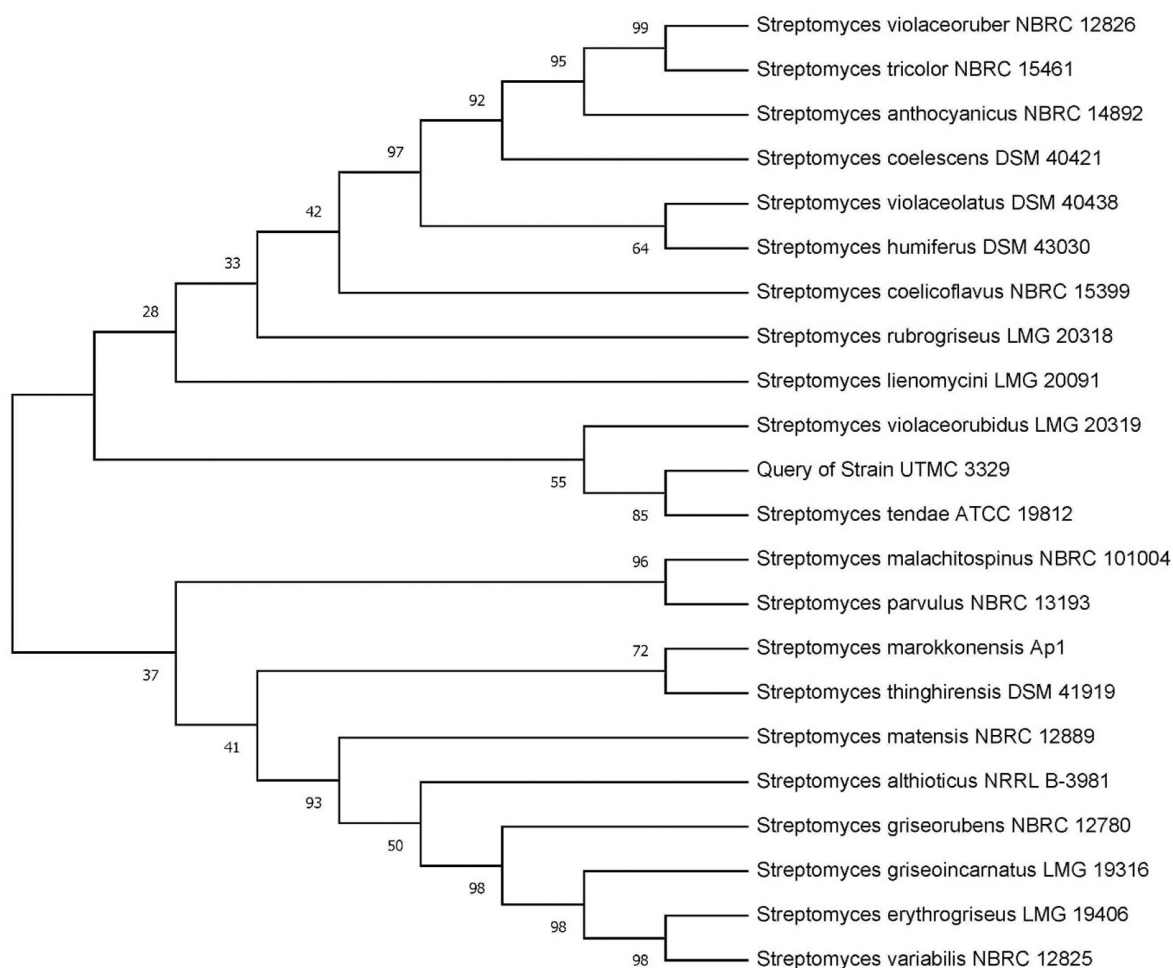 99
Streptomyces violaceoruber NBRC 12826
Streptomyces tricolor NBRC 15461
95
Streptomyces anthocyanicus NBRC 14892
92
Streptomyces coelescens DSM 40421
97
Streptomyces violaceolatus DSM 40438
42
Streptomyces humiferus DSM 43030
64
33
Streptomyces coelicoflavus NBRC 15399
28
Streptomyces rubrogriseus LMG 20318
Streptomyces lienomycini LMG 20091
Streptomyces violaceorubidus LMG 20319
Query of Strain UTMC 3329
55
Streptomyces tendae ATCC 19812
85
96
Streptomyces malachitospinus NBRC 101004
Streptomyces parvulus NBRC 13193
72
Streptomyces marokkonensis Ap1
37
Streptomyces thinghirensis DSM 41919
Streptomyces matensis NBRC 12889
41
Streptomyces althioticus NRRL B-3981
93
Streptomyces griseorubens NBRC 12780
50
Streptomyces griseoincarnatus LMG 19316
98
Streptomyces erythrogriseus LMG 19406
98
Streptomyces variabilis NBRC 12825
98